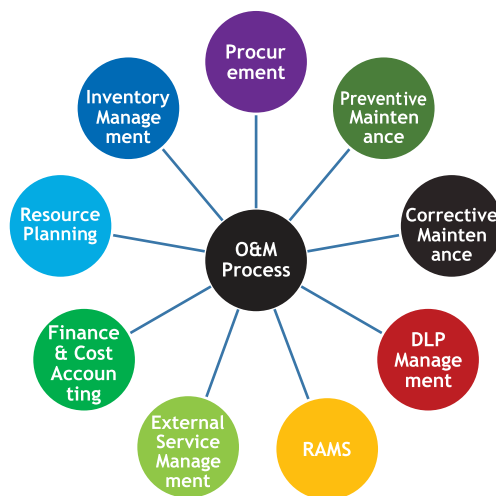 Procur
ement
Preventive
Mainten
ance
Corrective
Mainten
ance
DLP
Manage
ment
RAMS
External
Service
Manage
ment
Finance
& Cost
Accoun
ting
Resource
Planning
Inventory
Manage
ment
O&M
Process